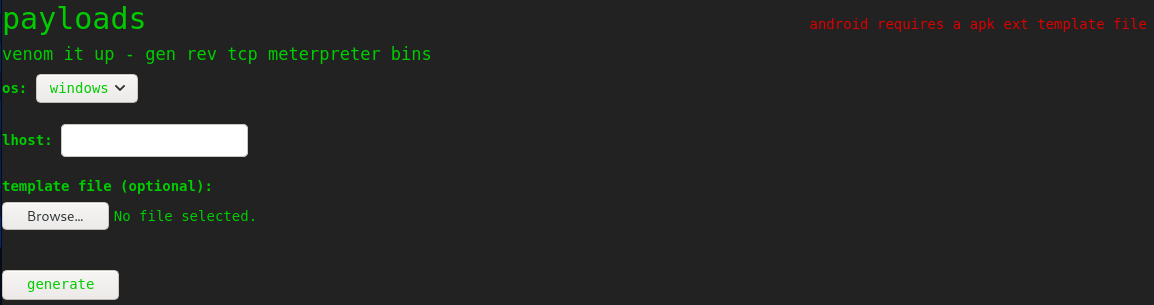 payloads
android requires a apk ext template file
venom it up - gen rev tcp meterpreter bins
os: windows
lhost:
template file (optional):
Browse... No file selected.
generate